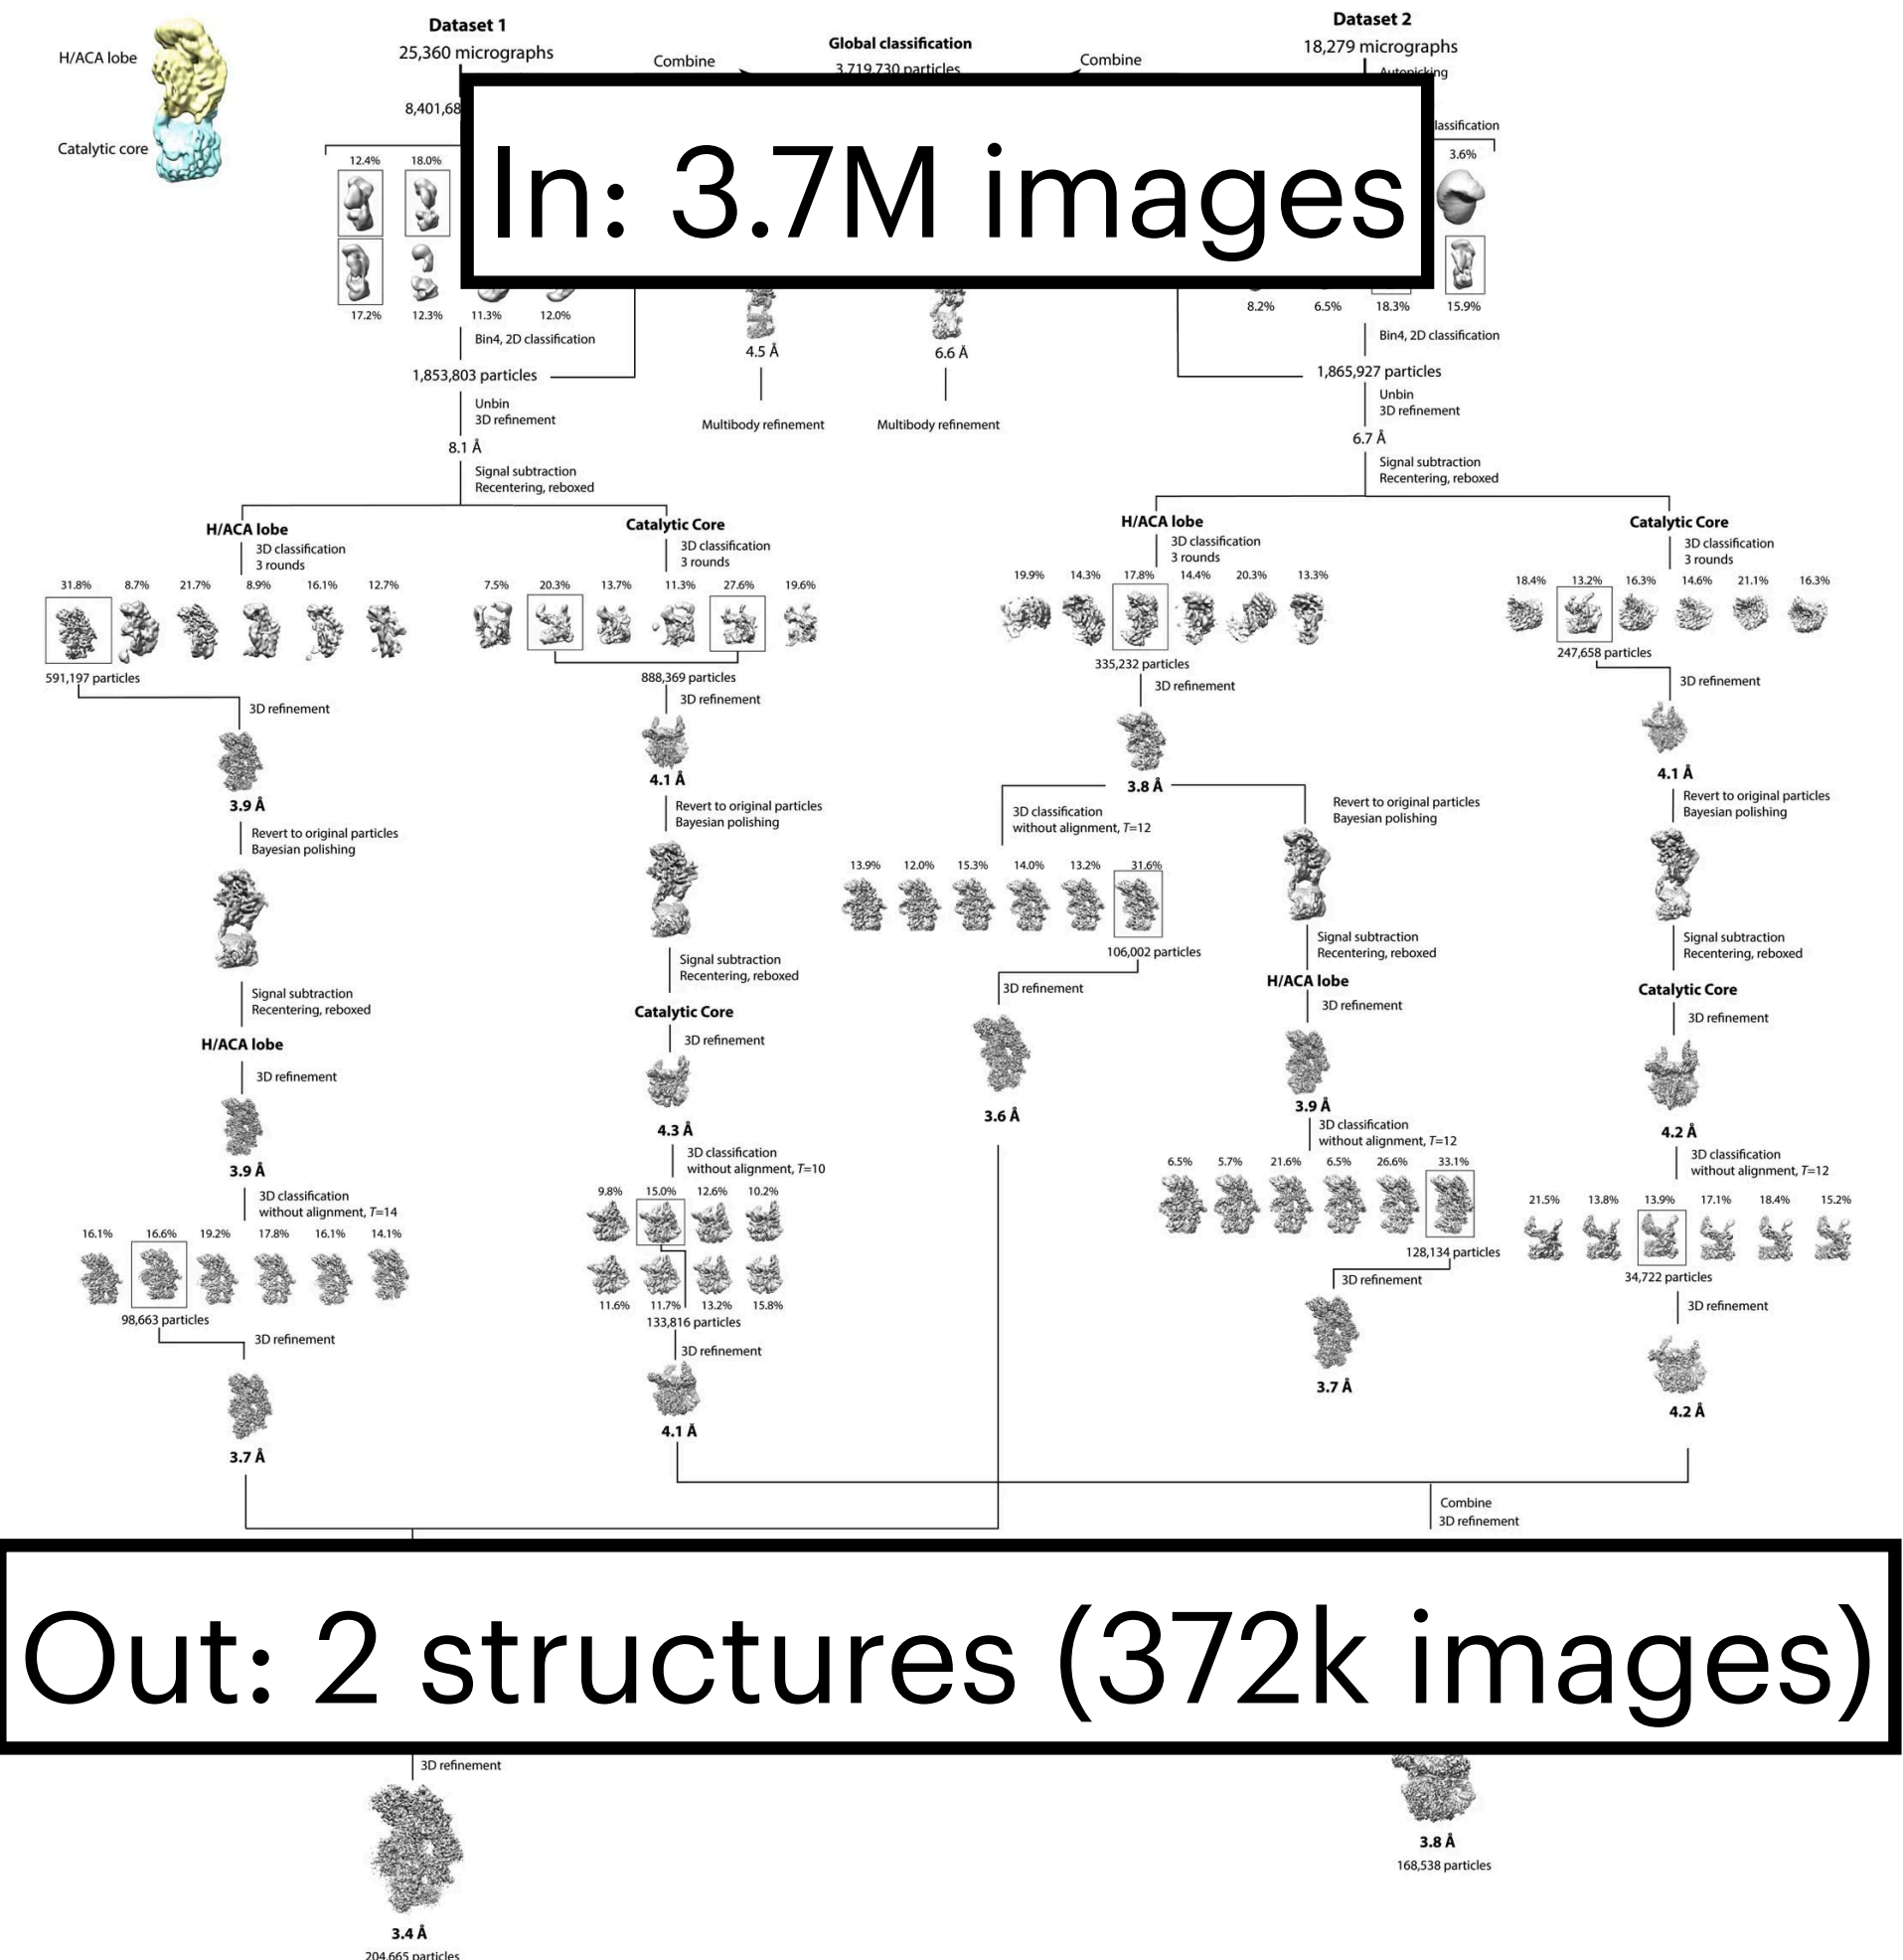 H/ACA lobe
Catalytic core
Dataset 1
25,360 micrographs
Combine
Global classification
3,719,730 particles
Combine
Dataset 2
18,279 micrographs
In: 3.7M images
12.4% 18.0%
3.6%
17.2% 12.3% 11.3% 12.0%
Bin4, 2D classification
1,853,803 particles
Unbin
3D refinement
8.1 Å
Signal subtraction
Recentering, reboxed
4.5 Å
Multibody refinement
6.6 Å
Multibody refinement
8.2% 6.5% 18.3% 15.9%
Bin4, 2D classification
1,865,927 particles
Unbin
3D refinement
6.7 Å
Signal subtraction
Recentering, reboxed
H/ACA lobe
3D classification
3 rounds
31.8% 8.7% 21.7% 8.9% 16.1% 12.7%
591,197 particles
3D refinement
3.9 Å
Revert to original particles
Bayesian polishing
Signal subtraction
Recentering, reboxed
H/ACA lobe
3D refinement
3.9 Å
3D classification
without alignment, T=14
16.1% 16.6% 19.2% 17.8% 16.1% 14.1%
98,663 particles
3D refinement
3.7 Å
Catalytic Core
3D classification
3 rounds
7.5% 20.3% 13.7% 11.3% 27.6% 19.6%
888,369 particles
3D refinement
4.1 Å
Revert to original particles
Bayesian polishing
Signal subtraction
Recentering, reboxed
Catalytic Core
3D refinement
4.3 Å
3D classification
without alignment, T=10
9.8% 15.0% 12.6% 10.2%
11.6% 11.7% 13.2% 15.8%
133,816 particles
3D refinement
4.1 Å
H/ACA lobe
3D classification
3 rounds
19.9% 14.3% 17.8% 14.4% 20.3% 13.3%
335,232 particles
3D refinement
3.8 Å
3D classification
without alignment, T=12
13.9% 12.0% 15.3% 14.0% 13.2% 31.6%
106,002 particles
3D refinement
3.6 Å
Revert to original particles
Bayesian polishing
Signal subtraction
Recentering, reboxed
H/ACA lobe
3D refinement
3.9 Å
3D classification
without alignment, T=12
6.5% 5.7% 21.6% 6.5% 26.6% 33.1%
128,134 particles
3D refinement
3.7 Å
Catalytic Core
3D classification
3 rounds
18.4% 13.2% 16.3% 14.6% 21.1% 16.3%
247,658 particles
3D refinement
4.1 Å
Revert to original particles
Bayesian polishing
Signal subtraction
Recentering, reboxed
Catalytic Core
3D refinement
4.2 Å
3D classification
without alignment, T=12
21.5% 13.8% 13.9% 17.1% 18.4% 15.2%
34,722 particles
3D refinement
4.2 Å
Combine
3D refinement
Out: 2 structures (372k images)
3D refinement
3.4 Å
204,665 particles
3.8 Å
168,538 particles